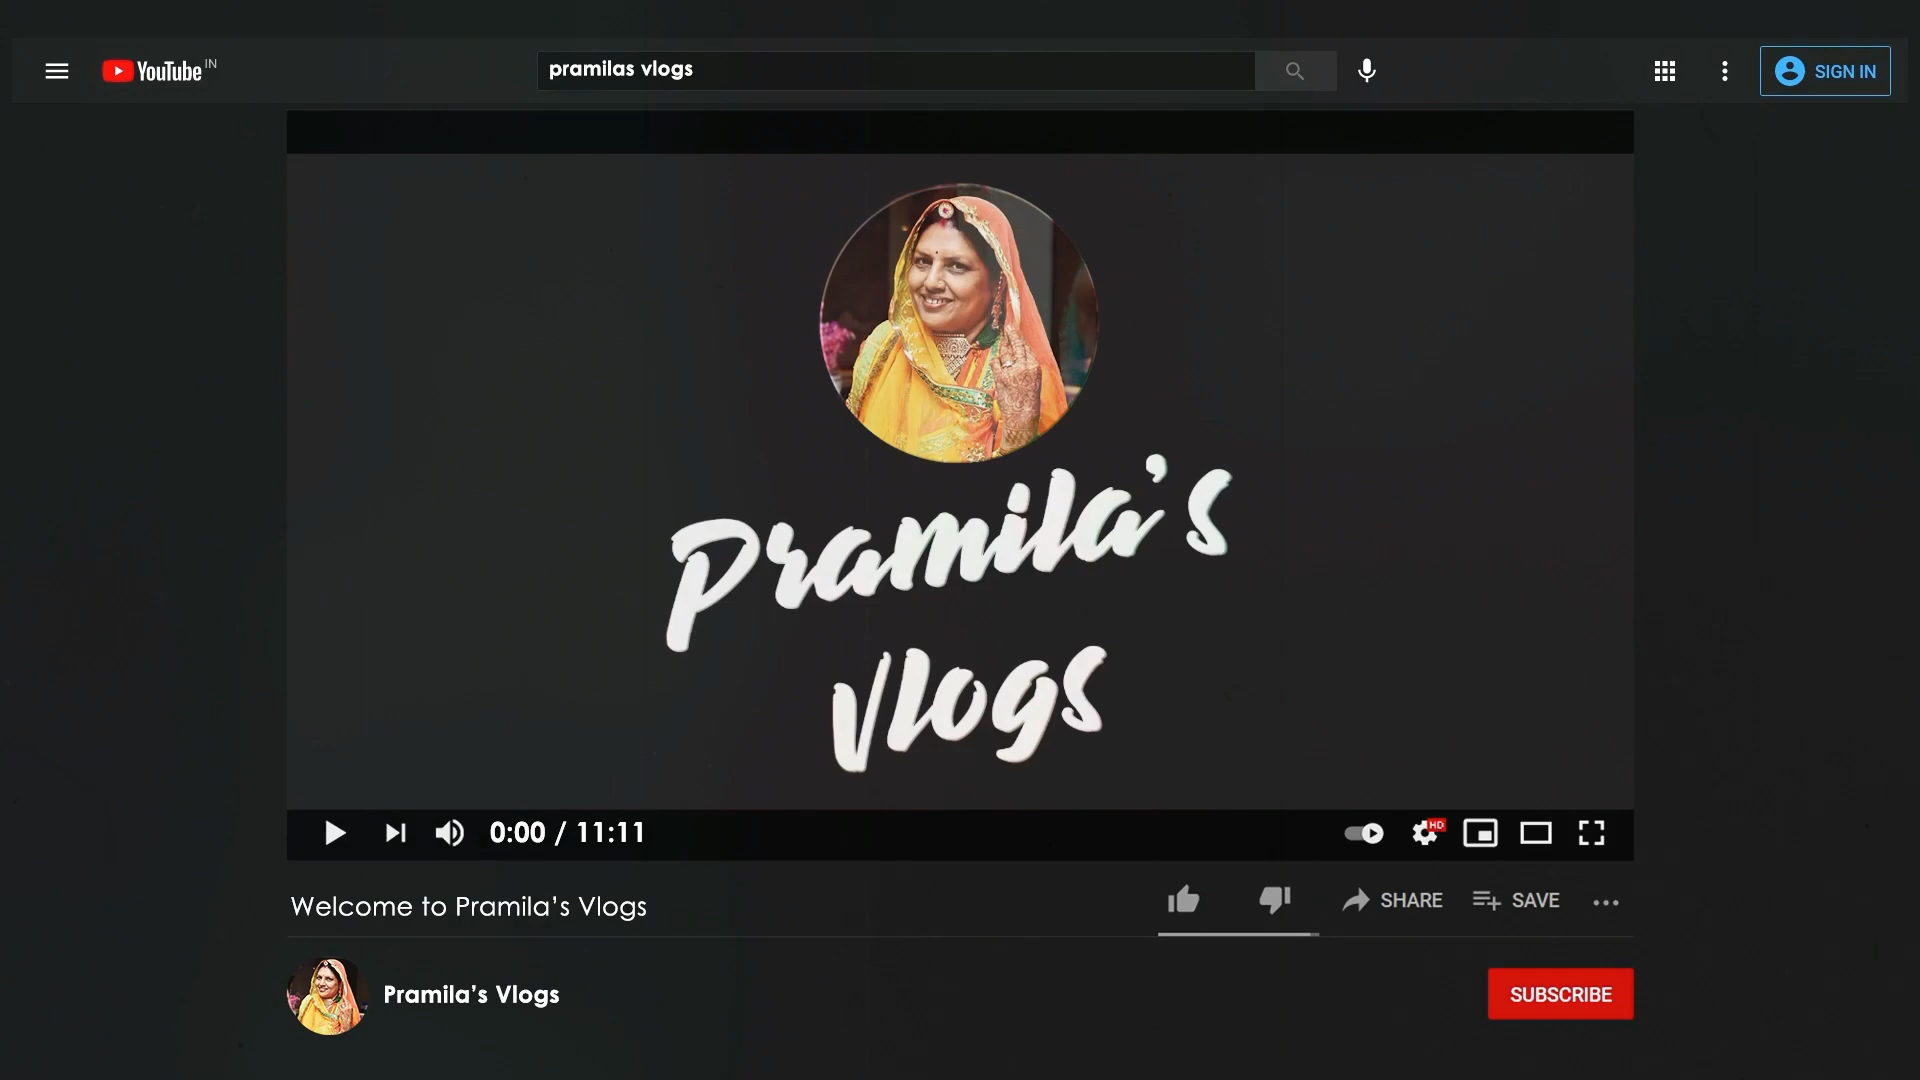 YouTube IN
pramilas vlogs
SIGN IN
Pramila's
Vlogs
0:00 / 11:11
HD
Welcome to Pramila's Vlogs
SHARE
SAVE
Pramila's Vlogs
SUBSCRIBE